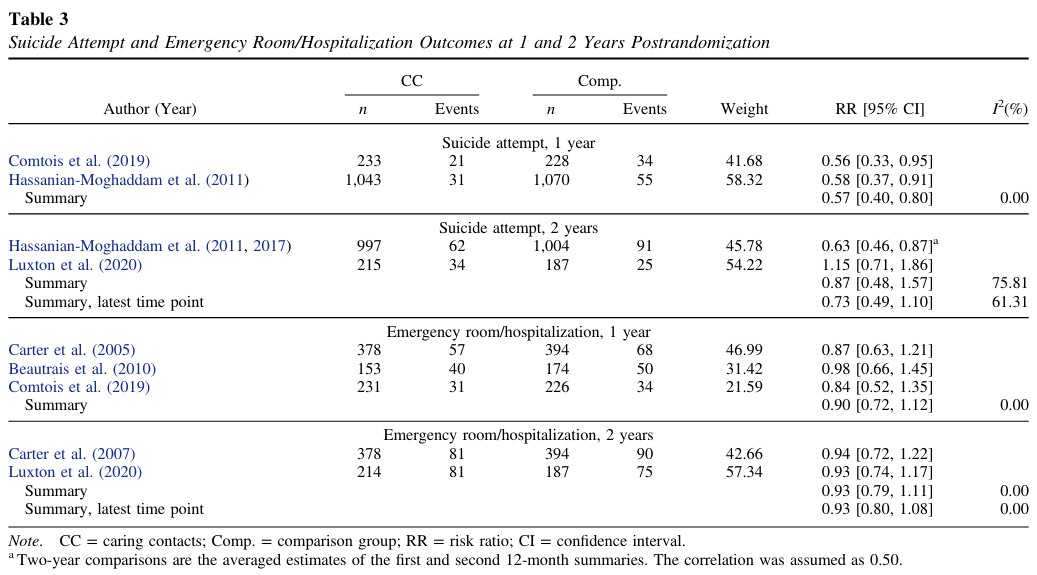 Table 3
Suicide Attempt and Emergency Room/Hospitalization Outcomes at 1 and 2 Years Postrandomization
CC Comp.
Author (Year) n Events n Events Weight RR [95% CI] I²(%)
Suicide attempt, 1 year
Comtois et al. (2019) 233 21 228 34 41.68 0.56 [0.33, 0.95]
Hassanian-Moghaddam et al. (2011) 1,043 31 1,070 55 58.32 0.58 [0.37, 0.91]
Summary 0.57 [0.40, 0.80] 0.00
Suicide attempt, 2 years
Hassanian-Moghaddam et al. (2011, 2017) 997 62 1,004 91 45.78 0.63 [0.46, 0.87]ᵃ
Luxton et al. (2020) 215 34 187 25 54.22 1.15 [0.71, 1.86]
Summary 0.87 [0.48, 1.57] 75.81
Summary, latest time point 0.73 [0.49, 1.10] 61.31
Emergency room/hospitalization, 1 year
Carter et al. (2005) 378 57 394 68 46.99 0.87 [0.63, 1.21]
Beautrais et al. (2010) 153 40 174 50 31.42 0.98 [0.66, 1.45]
Comtois et al. (2019) 231 31 226 34 21.59 0.84 [0.52, 1.35]
Summary 0.90 [0.72, 1.12] 0.00
Emergency room/hospitalization, 2 years
Carter et al. (2007) 378 81 394 90 42.66 0.94 [0.72, 1.22]
Luxton et al. (2020) 214 81 187 75 57.34 0.93 [0.74, 1.17]
Summary 0.93 [0.79, 1.11] 0.00
Summary, latest time point 0.93 [0.80, 1.08] 0.00
Note. CC = caring contacts; Comp. = comparison group; RR = risk ratio; CI = confidence interval.
ᵃ Two-year comparisons are the averaged estimates of the first and second 12-month summaries. The correlation was assumed as 0.50.